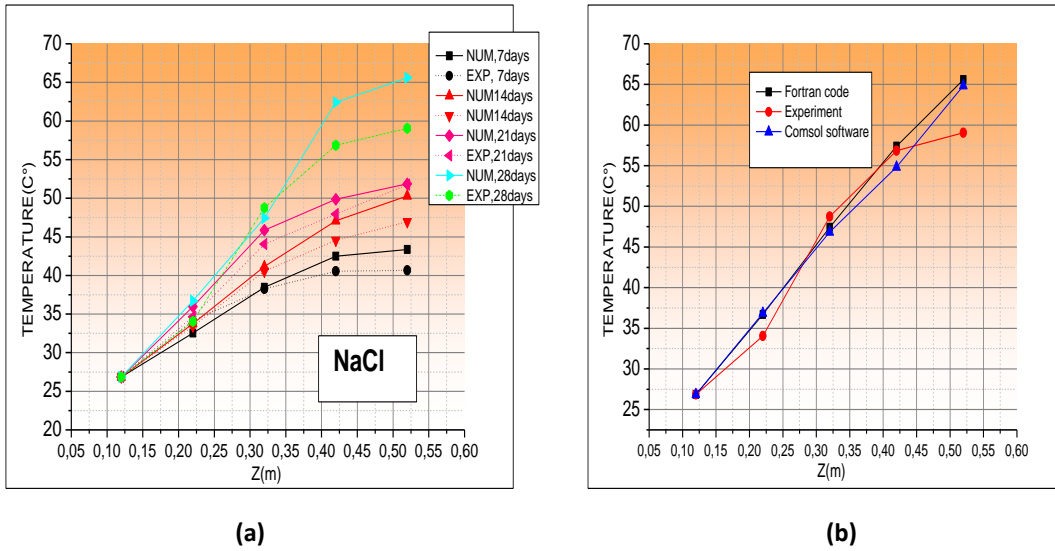 70
65
60
55
50
45
40
35
30
25
20
TEMPERATURE(C°)
0,05 0,10 0,15 0,20 0,25 0,30 0,35 0,40 0,45 0,50 0,55 0,60
Z(m)
NUM,7days
EXP, 7days
NUM14days
NUM14days
NUM,21days
EXP,21days
NUM,28days
EXP,28days
NaCl
(a)
70
65
60
55
50
45
40
35
30
25
TEMPERATURE(C°)
0,05 0,10 0,15 0,20 0,25 0,30 0,35 0,40 0,45 0,50 0,55 0,60
Z(m)
Fortran code
Experiment
Comsol software
(b)